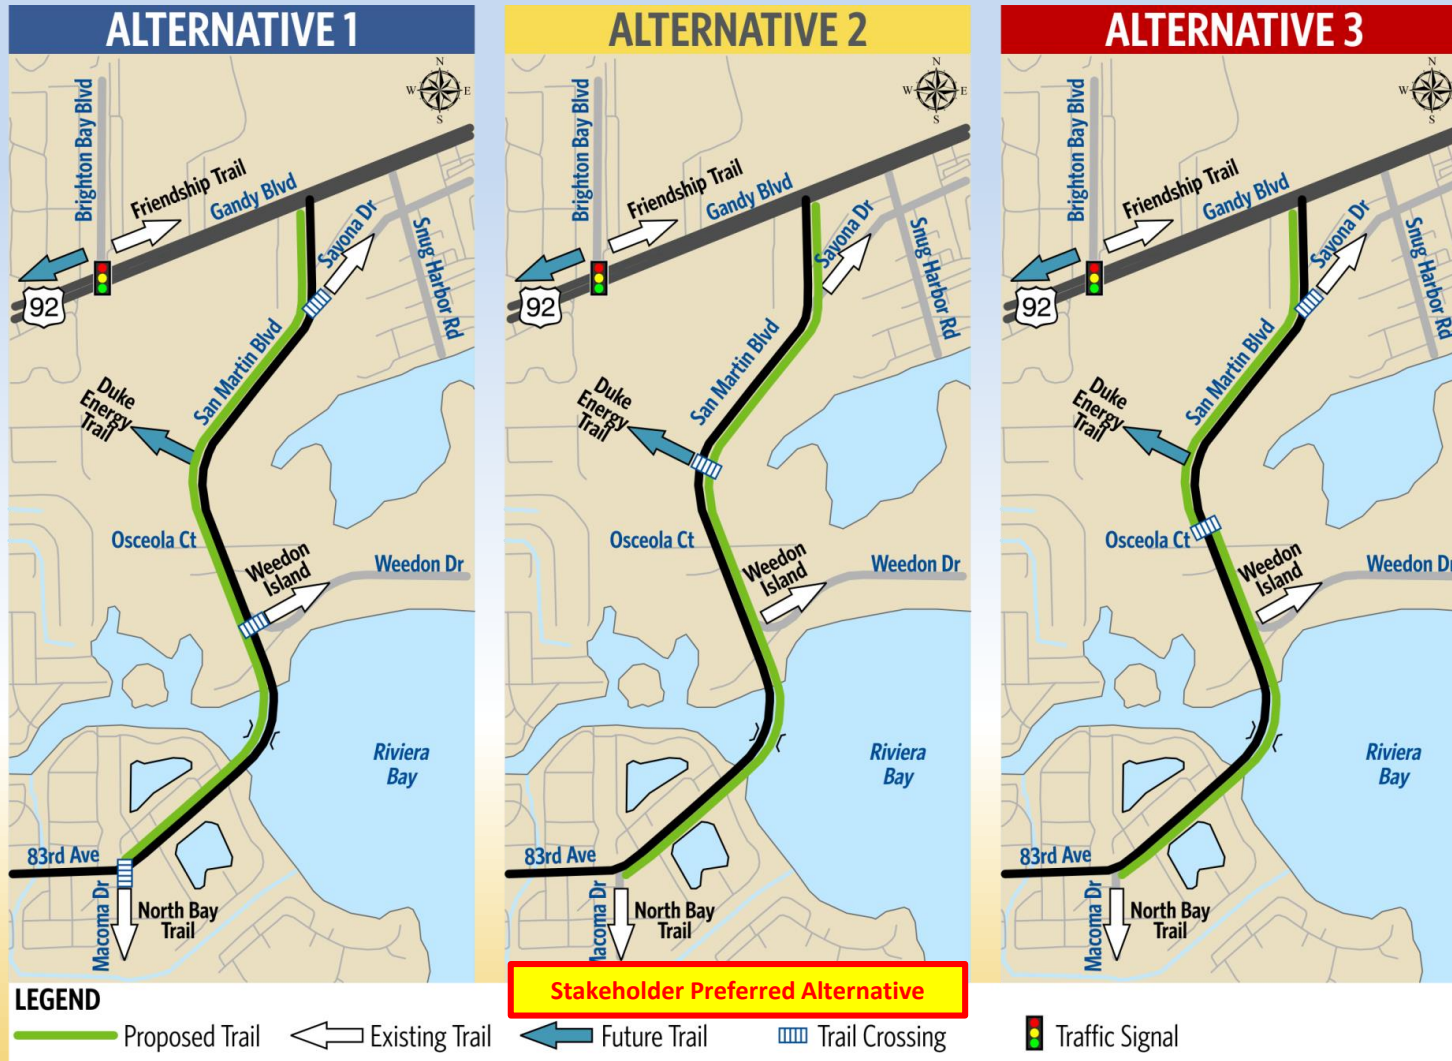 ALTERNATIVE 1
N
W E
S
Brighton Bay Blvd
Friendship Trail
Gandy Blvd
Sayona Dr
Snug Harbor Rd
92
San Martin Blvd
Duke
Energy
Trail
Osceola Ct
Weedon
Island
Weedon Dr
Riviera
Bay
83rd Ave
Macoma Dr
North Bay
Trail
ALTERNATIVE 2
N
W E
S
Brighton Bay Blvd
Friendship Trail
Gandy Blvd
Sayona Dr
Snug Harbor Rd
92
San Martin Blvd
Duke
Energy
Trail
Osceola Ct
Weedon
Island
Weedon Dr
Riviera
Bay
83rd Ave
Macoma Dr
North Bay
Trail
Stakeholder Preferred Alternative
ALTERNATIVE 3
N
W E
S
Brighton Bay Blvd
Friendship Trail
Gandy Blvd
Sayona Dr
Snug Harbor Rd
92
San Martin Blvd
Duke
Energy
Trail
Osceola Ct
Weedon
Island
Weedon Dr
Riviera
Bay
83rd Ave
Macoma Dr
North Bay
Trail
LEGEND
Proposed Trail
Existing Trail
Future Trail
Trail Crossing
Traffic Signal